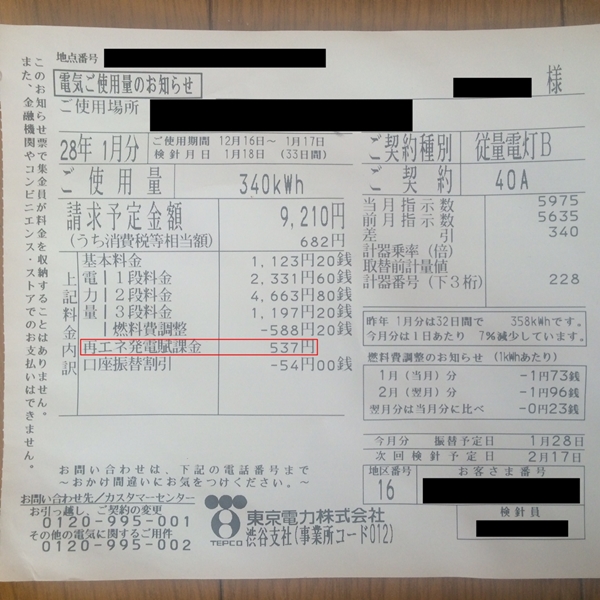 地点番号
電気ご使用量のお知らせ
様
ご使用場所
28年 1月分
ご使用期間 12月16日～ 1月17日
検針月日 1月18日 (33日間)
ご契約種別 従量電灯B
ご使用量 340kWh
ご契約 40A
請求予定金額 9,210円
(うち消費税等相当額) 682円
上記料金内訳
基本料金 1,123円20銭
電力量
1段料金 2,331円60銭
2段料金 4,663円80銭
3段料金 1,197円20銭
燃料費調整 -588円20銭
再エネ発電賦課金 537円
口座振替割引 -54円00銭
当月指示数 5975
前月指示数 5635
差引 340
計器乗率(倍)
取替前計量値
計器番号(下3桁) 228
昨年 1月分は32日間で 358kWhです。
今月分は1日あたり 7%減少しています。
燃料費調整のお知らせ (1kWhあたり)
1月(当月)分 -1円73銭
2月(翌月)分 -1円96銭
翌月分は当月分に比べ -0円23銭
今月分 振替予定日 1月28日
次回検針予定日 2月17日
地区番号 お客さま番号
16
検針員
お問い合わせは、下記の電話番号まで
～おかけ間違いにお気をつけください。～
お問い合わせ先／カスタマーセンター
お引っ越し、ご契約の変更
0120-995-001
その他の電気に関するご用件
0120-995-002
TEPCO
東京電力株式会社
渋谷支社(事業所コード012)
このお知らせ票で集金員が料金を収納することはありません。
また、金融機関やコンビニエンス・ストアでのお支払いはできません。